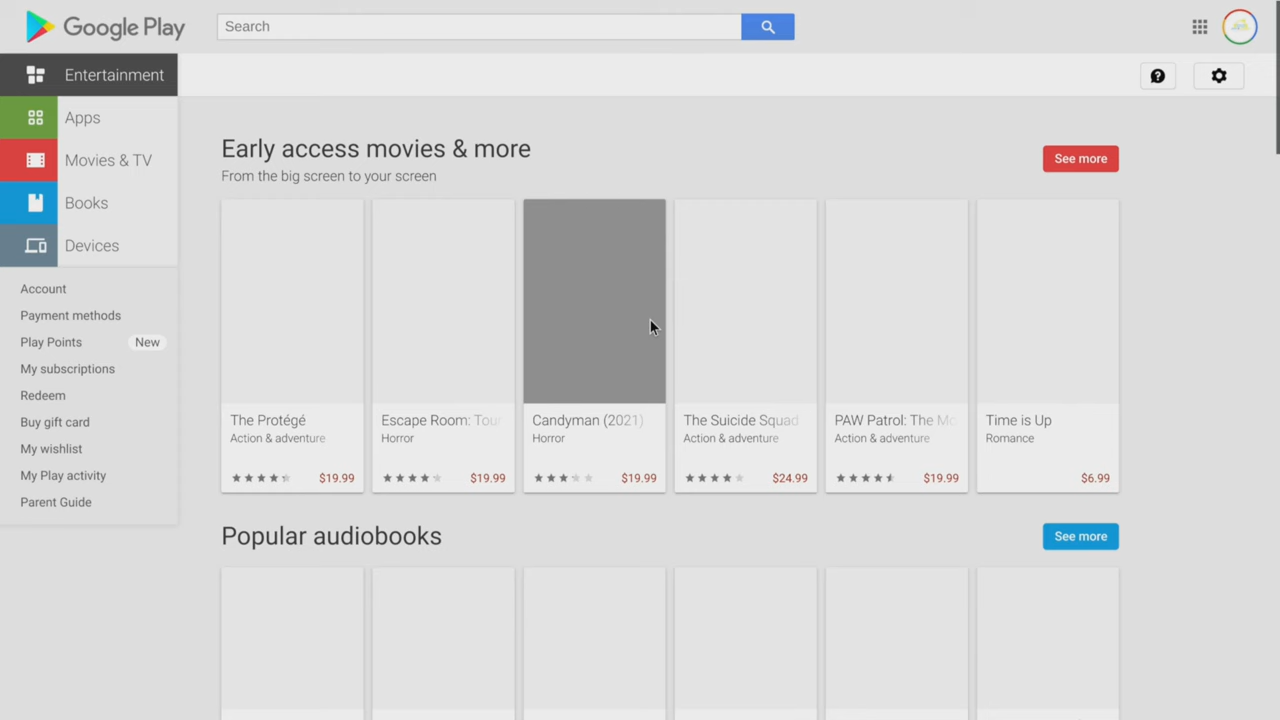 Google Play
Search
Entertainment
Apps
Movies & TV
Books
Devices
Account
Payment methods
Play Points New
My subscriptions
Redeem
Buy gift card
My wishlist
My Play activity
Parent Guide
Early access movies & more
From the big screen to your screen
See more
The Protégé
Action & adventure
$19.99
Escape Room: Tou
Horror
$19.99
Candyman (2021)
Horror
$19.99
The Suicide Squad
Action & adventure
$24.99
PAW Patrol: The Mo
Action & adventure
$19.99
Time is Up
Romance
$6.99
Popular audiobooks
See more